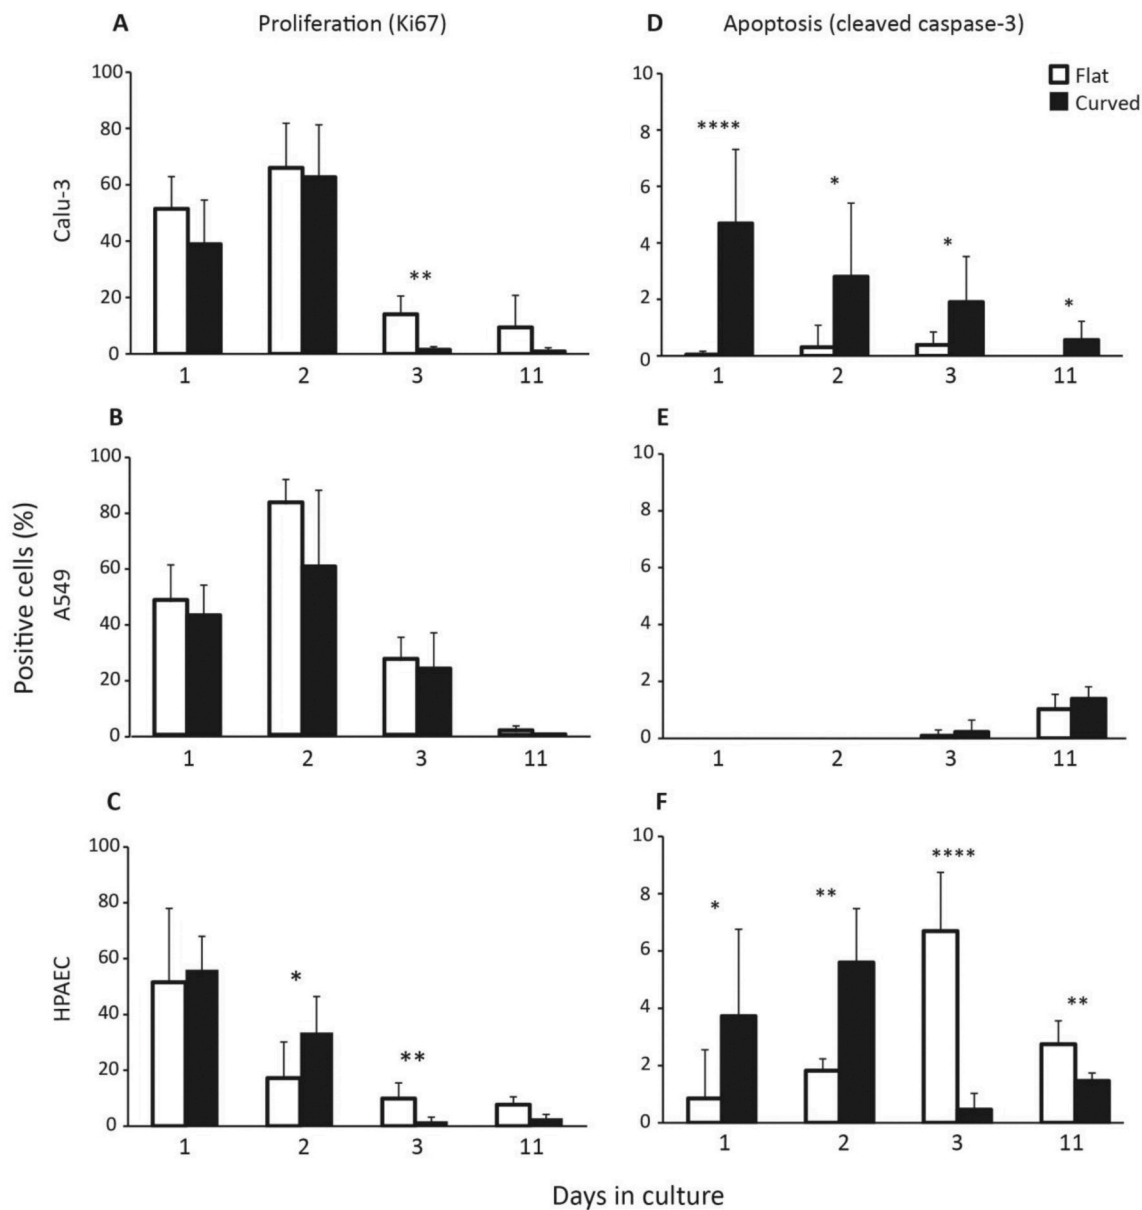 A Proliferation (Ki67)
D Apoptosis (cleaved caspase-3)
Flat
Curved
Positive cells (%)
Calu-3
100
80
60
40
20
0
**
1 2 3 11
10
8
6
4
2
0
****
*
*
*
1 2 3 11
B
A549
100
80
60
40
20
0
1 2 3 11
E
10
8
6
4
2
0
1 2 3 11
C
HPAEC
100
80
60
40
20
0
*
**
1 2 3 11
F
10
8
6
4
2
0
*
**
****
**
1 2 3 11
Days in culture